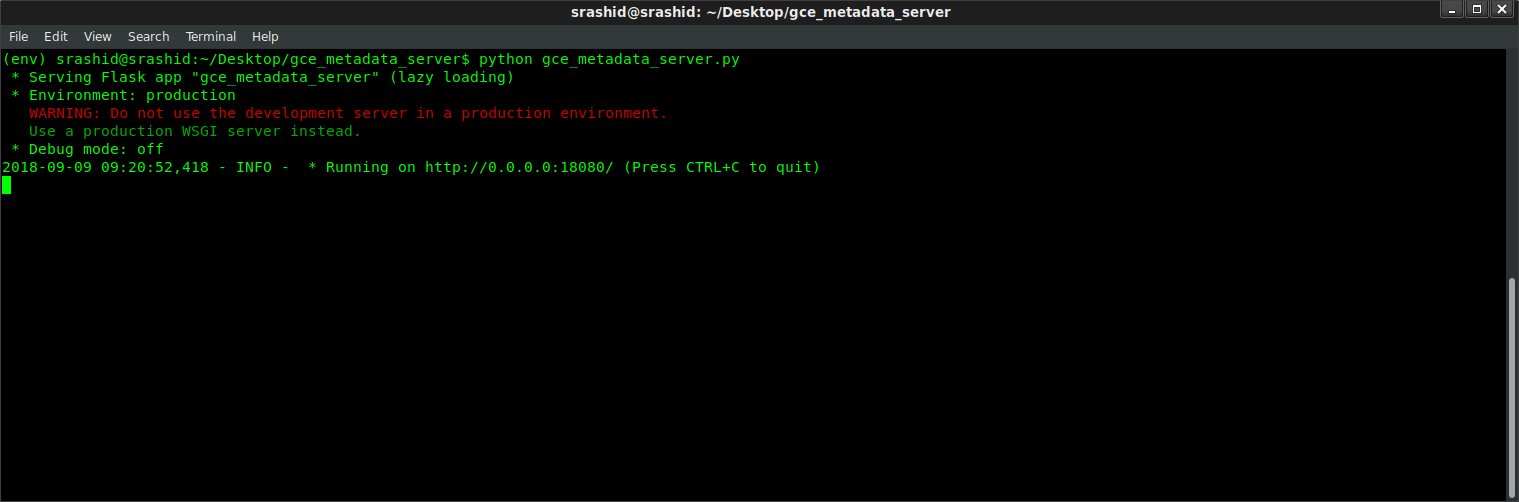 srashid@srashid: ~/Desktop/gce_metadata_server
File Edit View Search Terminal Help
(env) srashid@srashid:~/Desktop/gce_metadata_server$ python gce_metadata_server.py
 * Serving Flask app "gce_metadata_server" (lazy loading)
 * Environment: production
   WARNING: Do not use the development server in a production environment.
   Use a production WSGI server instead.
 * Debug mode: off
2018-09-09 09:20:52,418 - INFO -  * Running on http://0.0.0.0:18080/ (Press CTRL+C to quit)